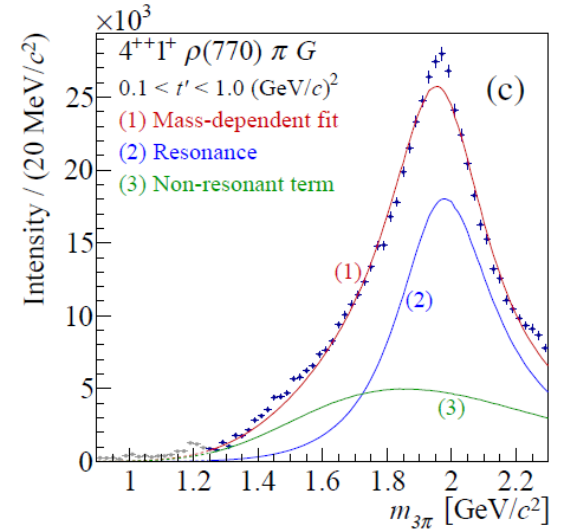 ×10³
4⁺⁺1⁺ ρ(770) π G
0.1 < t' < 1.0 (GeV/c)²
(c)
(1) Mass-dependent fit
(2) Resonance
(3) Non-resonant term
Intensity / (20 MeV/c²)
25
20
15
10
5
0
(1)
(2)
(3)
1 1.2 1.4 1.6 1.8 2 2.2
m₃π [GeV/c²]